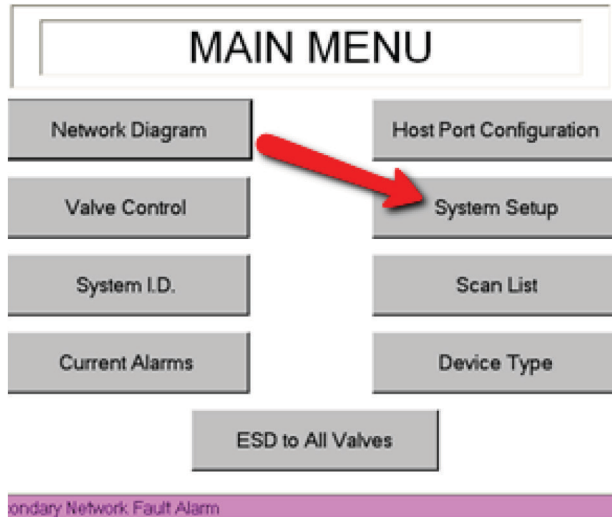 MAIN MENU
Network Diagram
Host Port Configuration
Valve Control
System Setup
System I.D.
Scan List
Current Alarms
Device Type
ESD to All Valves
ondary Network Fault Alarm